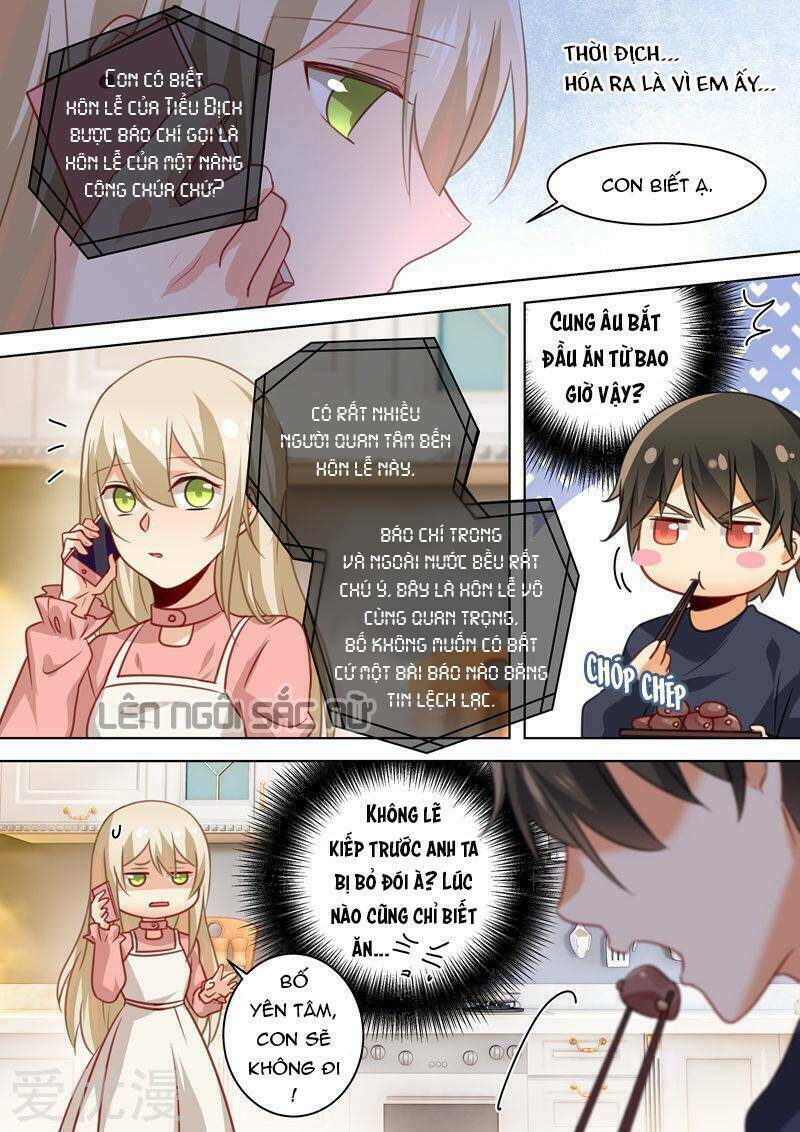 CON CÓ BIẾT
HÔN LỄ CỦA TIỂU ĐỊCH
ĐƯỢC BÁO CHÍ GỌI LÀ
HÔN LỄ CỦA MỘT NÀNG
CÔNG CHÚA CHỨ?
THỜI ĐỊCH...
HÓA RA LÀ VÌ EM ẤY...
CON BIẾT Ạ.
CUNG ÂU BẮT
ĐẦU ĂN TỪ BAO
GIỜ VẬY?
CÓ RẤT NHIỀU
NGƯỜI QUAN TÂM ĐẾN
HÔN LỄ NÀY.
BÁO CHÍ TRONG
VÀ NGOÀI NƯỚC ĐỀU RẤT
CHÚ Ý, ĐÂY LÀ HÔN LỄ VÔ
CÙNG QUAN TRỌNG,
BỐ KHÔNG MUỐN CÓ BẤT
CỨ MỘT BÀI BÁO NÀO ĐĂNG
TIN LỆCH LẠC.
CHÓP CHÉP
LÊN NGÔI SẮC NỮ
KHÔNG LẼ
KIẾP TRƯỚC ANH TA
BỊ BỎ ĐÓI À? LÚC
NÀO CŨNG CHỈ BIẾT
ĂN...
BỐ
YÊN TÂM,
CON SẼ
KHÔNG ĐI
!
爱优漫